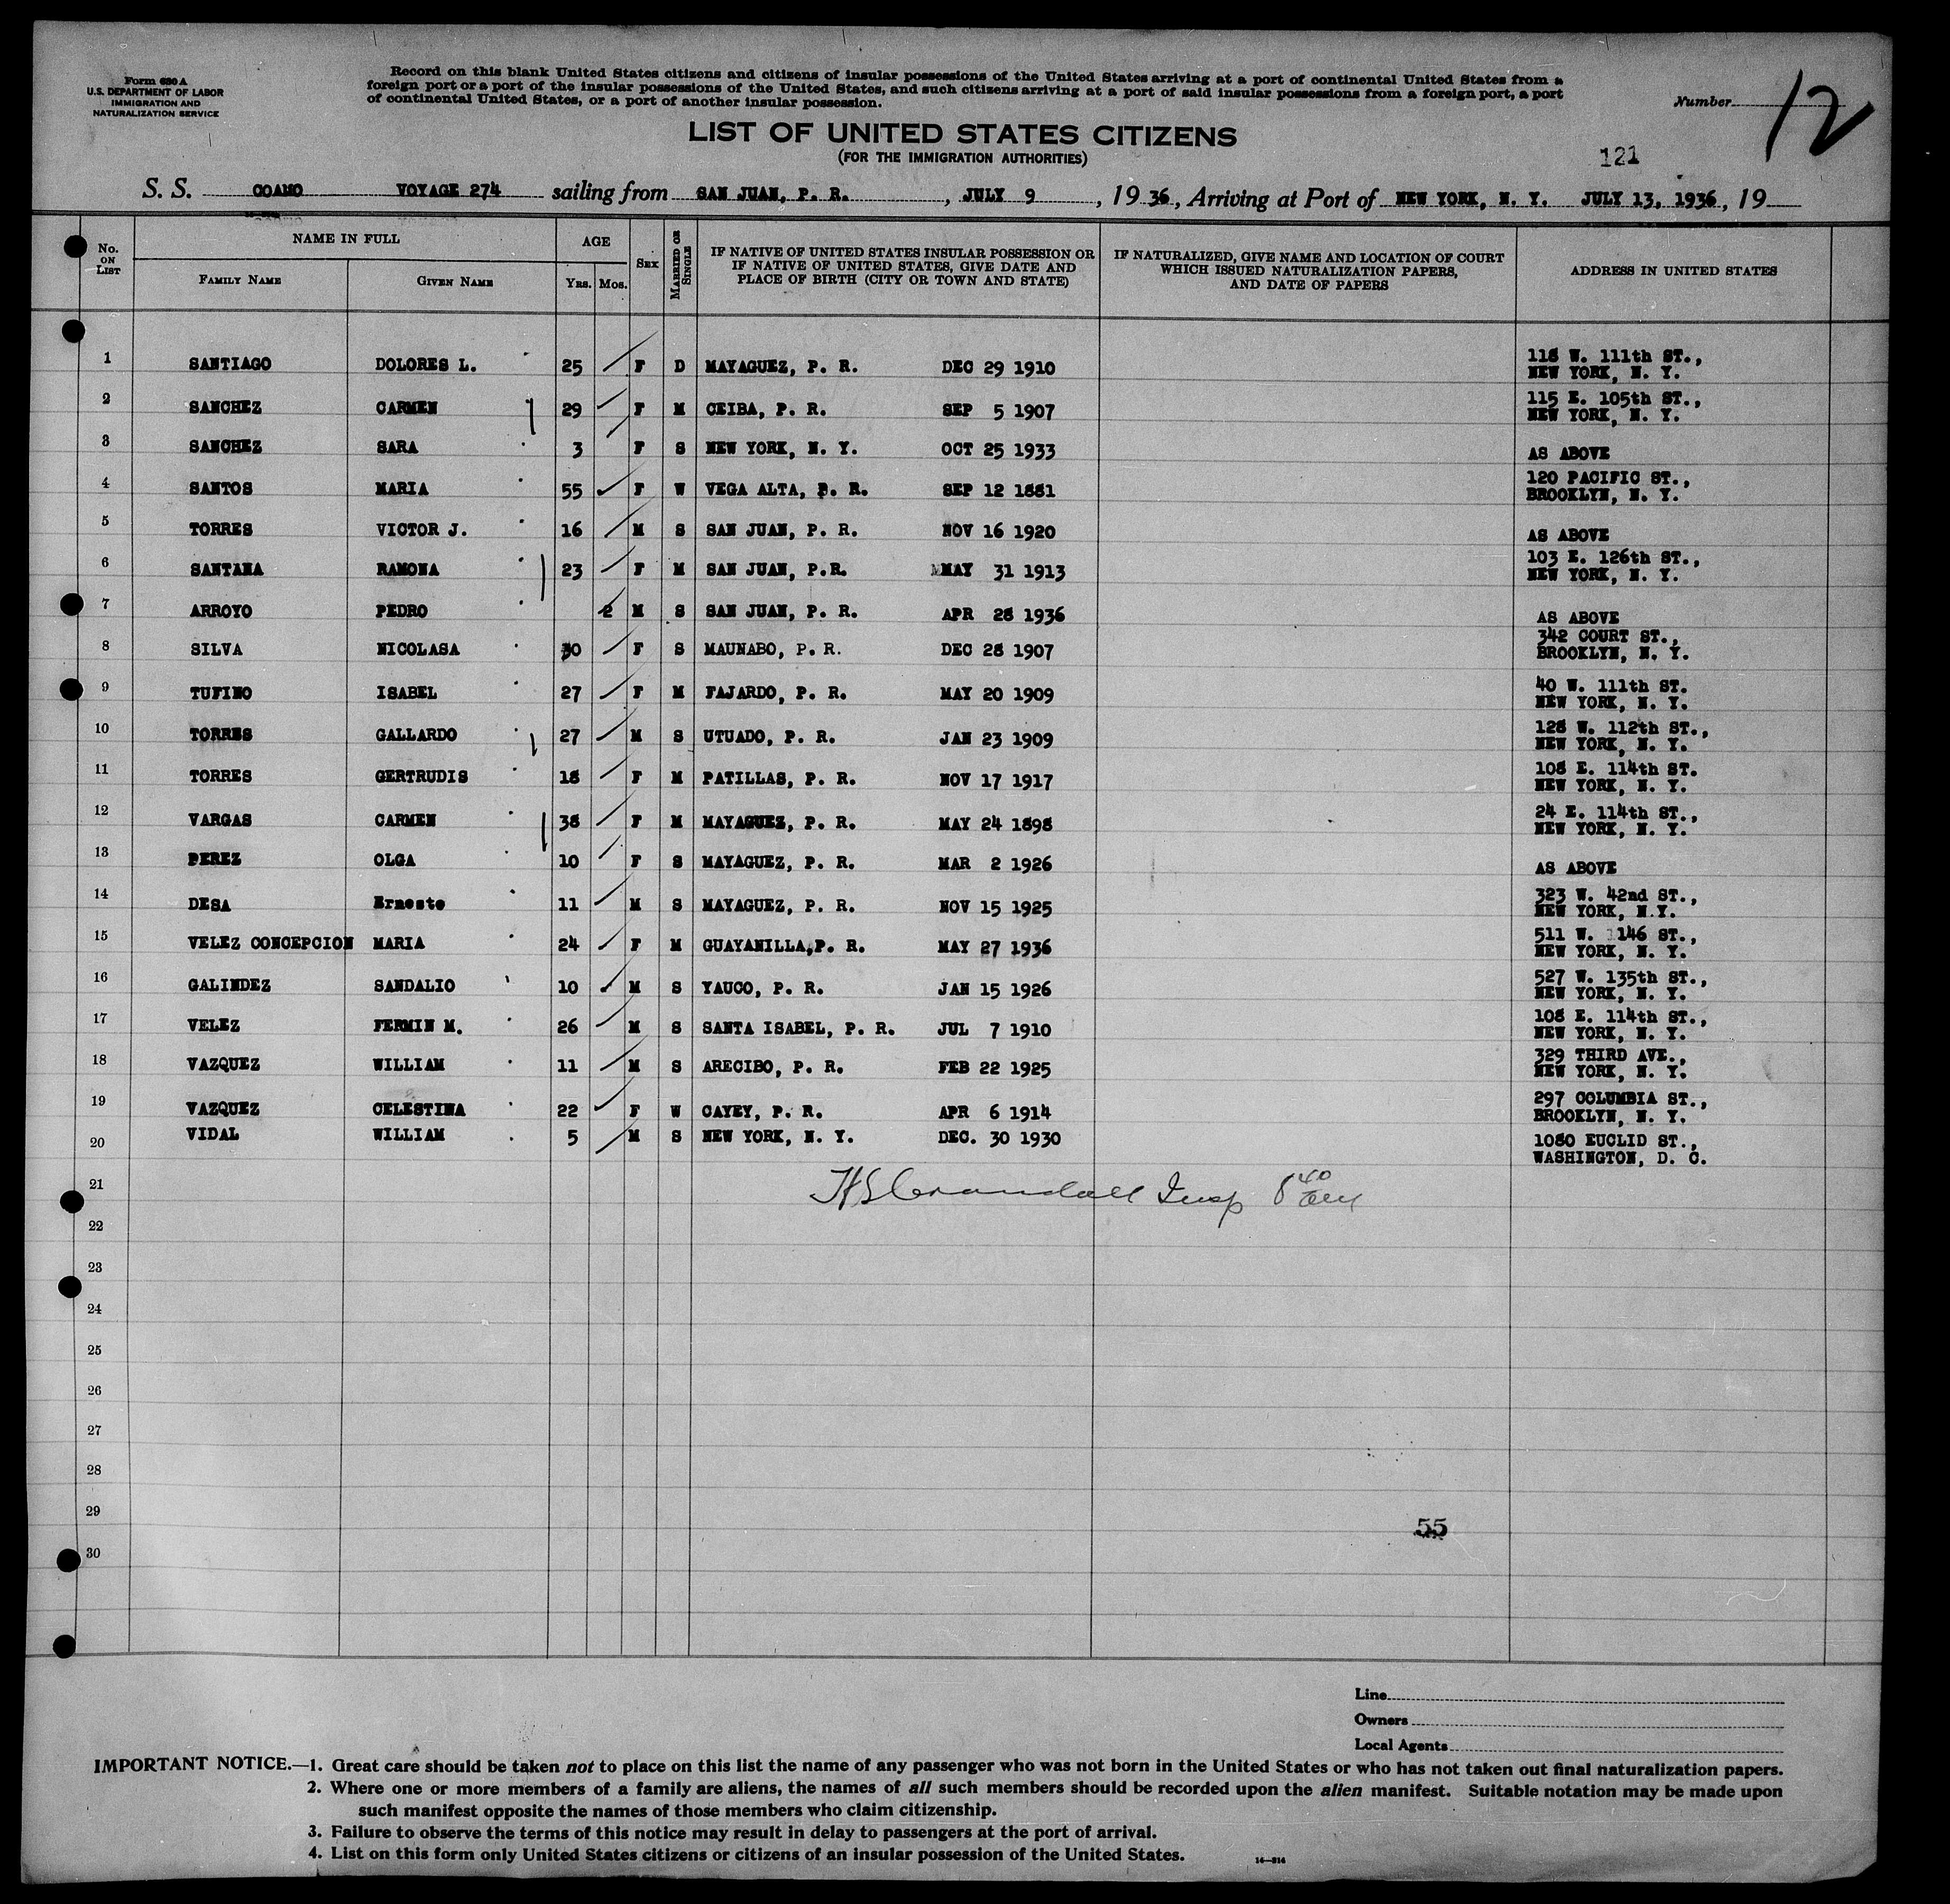 Form 630 A
U.S. DEPARTMENT OF LABOR
IMMIGRATION AND
NATURALIZATION SERVICE
Record on this blank United States citizens and citizens of insular possessions of the United States arriving at a port of continental United States from a
foreign port or a port of the insular possessions of the United States, and such citizens arriving at a port of said insular possessions from a foreign port, a port
of continental United States, or a port of another insular possession.
Number 12
LIST OF UNITED STATES CITIZENS
(FOR THE IMMIGRATION AUTHORITIES)
121
S. S. COAMO VOYAGE 274 sailing from SAN JUAN, P. R. , JULY 9 , 19 36, Arriving at Port of NEW YORK, N. Y. JULY 13, 1936, 19
No. ON LIST
NAME IN FULL
FAMILY NAME GIVEN NAME
AGE
YRS. MOS.
SEX
MARRIED OR SINGLE
IF NATIVE OF UNITED STATES INSULAR POSSESSION OR
IF NATIVE OF UNITED STATES, GIVE DATE AND
PLACE OF BIRTH (CITY OR TOWN AND STATE)
IF NATURALIZED, GIVE NAME AND LOCATION OF COURT
WHICH ISSUED NATURALIZATION PAPERS,
AND DATE OF PAPERS
ADDRESS IN UNITED STATES
1 SANTIAGO DOLORES L. 25 F D MAYAGUEZ, P. R. DEC 29 1910 118 W. 111th ST.,
NEW YORK, N. Y.
2 SANCHEZ CARMEN 29 F M CEIBA, P. R. SEP 5 1907 115 E. 105th ST.,
NEW YORK, N. Y.
3 SANCHEZ SARA 3 F S NEW YORK, N. Y. OCT 25 1933 AS ABOVE
4 SANTOS MARIA 55 F W VEGA ALTA, P. R. SEP 12 1881 120 PACIFIC ST.,
BROOKLYN, N. Y.
5 TORRES VICTOR J. 16 M S SAN JUAN, P. R. NOV 16 1920 AS ABOVE
6 SANTANA RAMONA 23 F M SAN JUAN, P.R. MAY 31 1913 103 E. 126th ST.,
NEW YORK, N. Y.
7 ARROYO PEDRO 2 M S SAN JUAN, P. R. APR 28 1936 AS ABOVE
8 SILVA NICOLASA 30 F S MAUNABO, P. R. DEC 28 1907 342 COURT ST.,
BROOKLYN, N. Y.
9 TUFINO ISABEL 27 F M FAJARDO, P. R. MAY 20 1909 40 W. 111th ST.
NEW YORK, N. Y.
10 TORRES GALLARDO 27 M S UTUADO, P. R. JAN 23 1909 128 W. 112th ST.,
NEW YORK, N. Y.
11 TORRES GERTRUDIS 18 F M PATILLAS, P. R. NOV 17 1917 108 E. 114th ST.
NEW YORK, N. Y.
12 VARGAS CARMEN 38 F M MAYAGUEZ, P. R. MAY 24 1898 24 E. 114th ST.,
NEW YORK, N. Y.
13 PEREZ OLGA 10 F S MAYAGUEZ, P. R. MAR 2 1926 AS ABOVE
14 DESA Ernesto 11 M S MAYAGUEZ, P. R. NOV 15 1925 323 W. 42nd ST.,
NEW YORK, N.Y.
15 VELEZ CONCEPCION MARIA 24 F M GUAYANILLA,P. R. MAY 27 1936 511 W. 146 ST.,
NEW YORK, N. Y.
16 GALINDEZ SANDALIO 10 M S YAUCO, P. R. JAN 15 1926 527 W. 135th ST.,
NEW YORK, N. Y.
17 VELEZ FERMIN M. 26 M S SANTA ISABEL, P. R. JUL 7 1910 108 E. 114th ST.,
NEW YORK, N. Y.
18 VAZQUEZ WILLIAM 11 M S ARECIBO, P. R. FEB 22 1925 329 THIRD AVE.,
NEW YORK, N. Y.
19 VAZQUEZ CELESTINA 22 F W CAYEY, P. R. APR 6 1914 297 COLUMBIA ST.,
BROOKLYN, N. Y.
20 VIDAL WILLIAM 5 M S NEW YORK, N. Y. DEC. 30 1930 1080 EUCLID ST.,
WASHINGTON, D. C.
21 Crandall Insp
22
23
24
25
26
27
28
29
55
30
Line
Owners
Local Agents
IMPORTANT NOTICE.—1. Great care should be taken not to place on this list the name of any passenger who was not born in the United States or who has not taken out final naturalization papers.
2. Where one or more members of a family are aliens, the names of all such members should be recorded upon the alien manifest. Suitable notation may be made upon
such manifest opposite the names of those members who claim citizenship.
3. Failure to observe the terms of this notice may result in delay to passengers at the port of arrival.
4. List on this form only United States citizens or citizens of an insular possession of the United States.
14—814